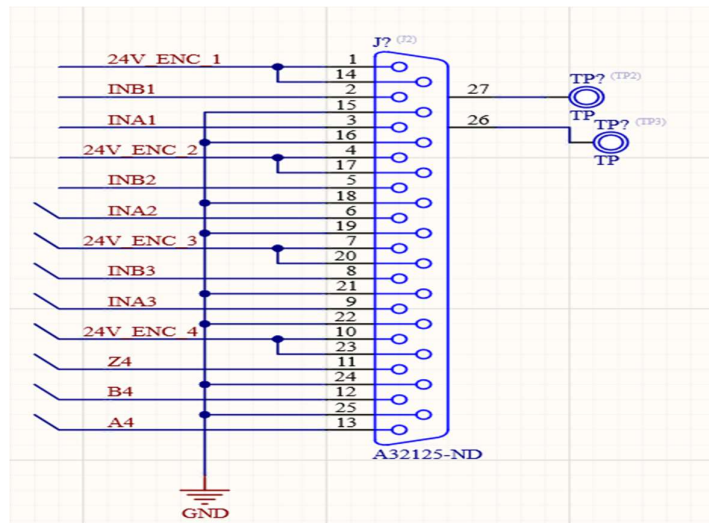 J? (J2)
24V_ENC_1 1
14
INB1 2
15
INA1 3
16
24V_ENC_2 4
17
INB2 5
18
INA2 6
19
24V_ENC_3 7
20
INB3 8
21
INA3 9
22
24V_ENC_4 10
23
Z4 11
24
B4 12
25
A4 13
27
TP? (TP2)
TP
26
TP? (TP3)
TP
A32125-ND
GND